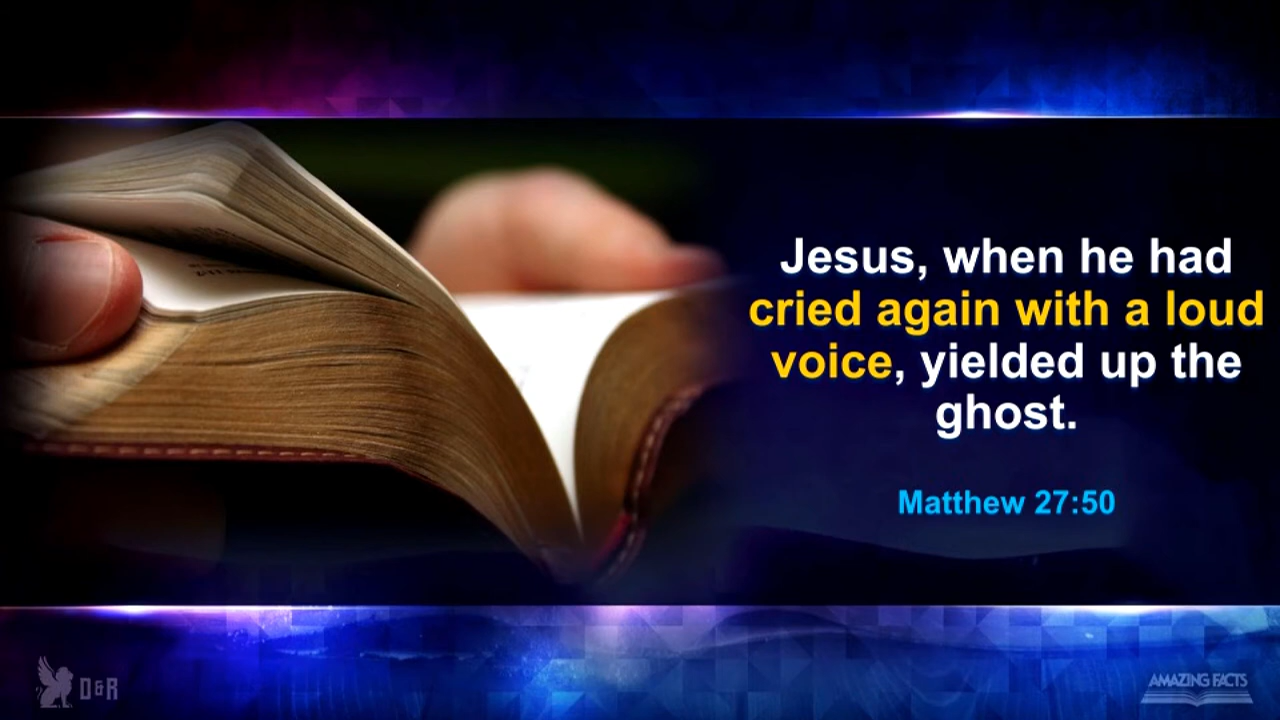 Jesus, when he had
cried again with a loud
voice, yielded up the
ghost.
Matthew 27:50
D&R
AMAZING FACTS